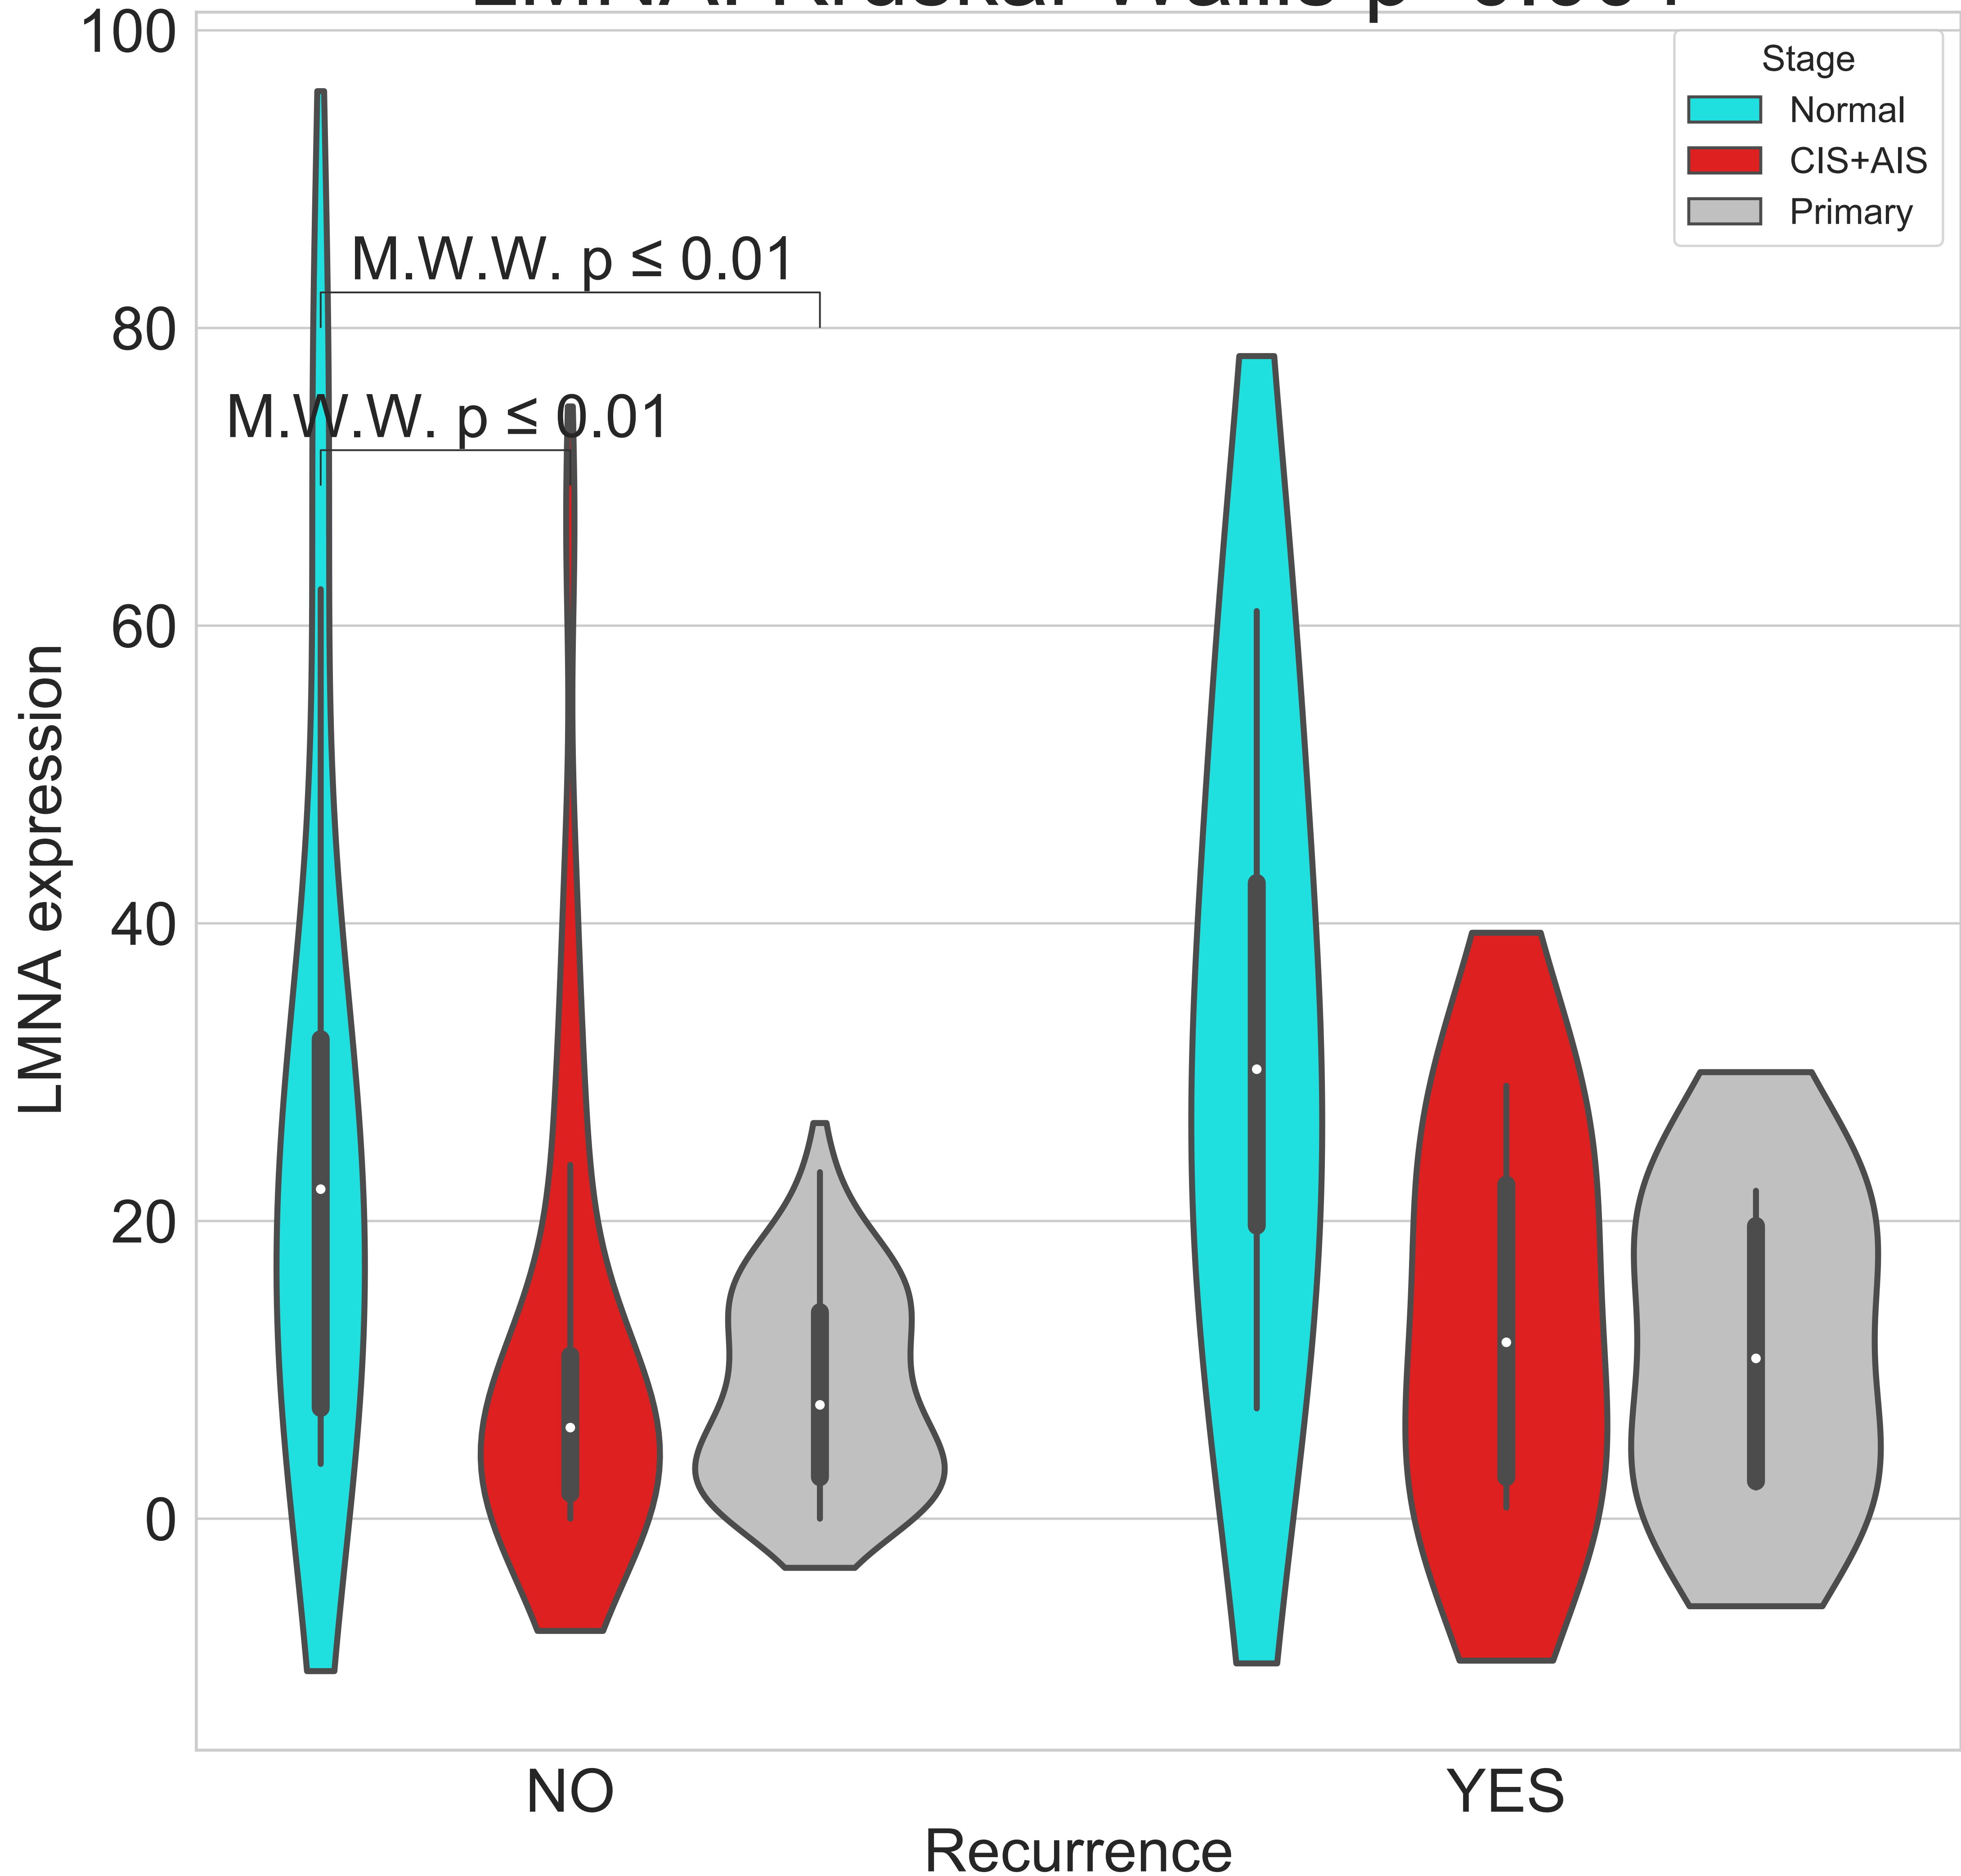 100
80
60
40
20
0
LMNA expression
M.W.W. p ≤ 0.01
M.W.W. p ≤ 0.01
Stage
Normal
CIS+AIS
Primary
NO
YES
Recurrence